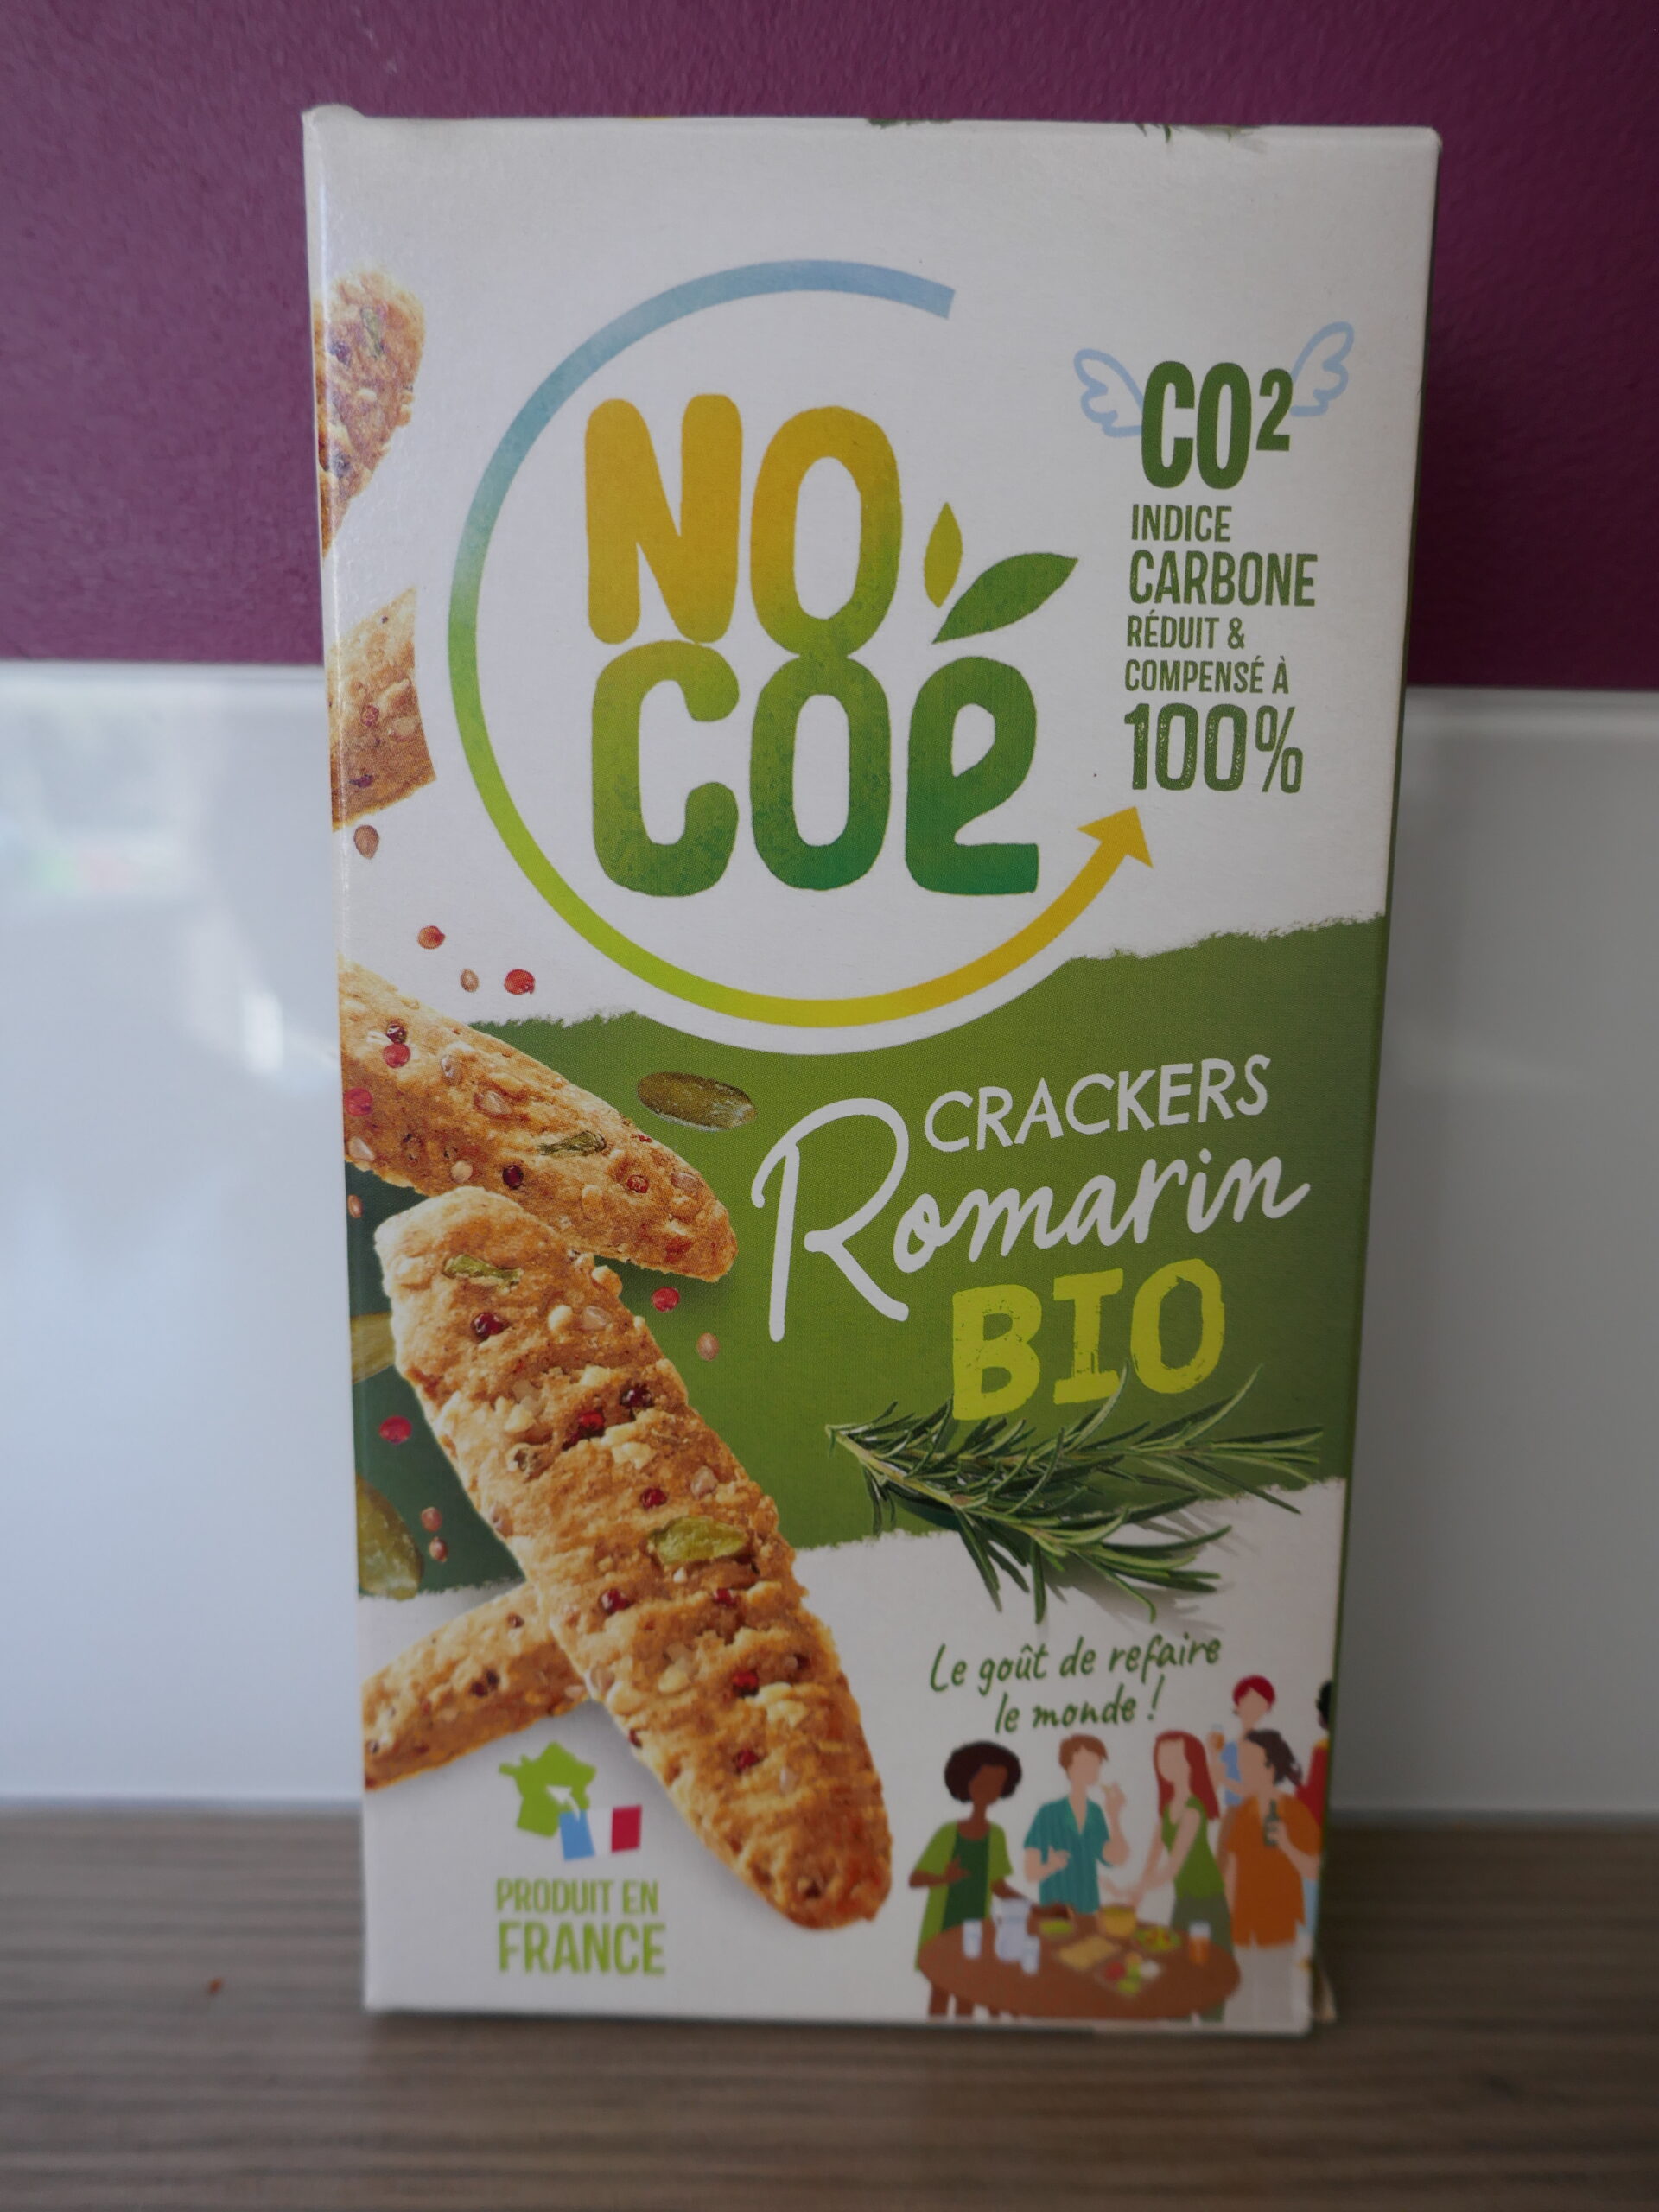 NO
COé
CO²
INDICE
CARBONE
RÉDUIT &
COMPENSÉ À
100%
CRACKERS
Romarin
BIO
Le goût de refaire
le monde !
PRODUIT EN
FRANCE